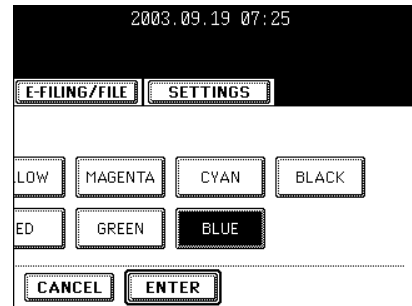 2003.09.19 07:25
E-FILING/FILE SETTINGS
LOW MAGENTA CYAN BLACK
ED GREEN BLUE
CANCEL ENTER